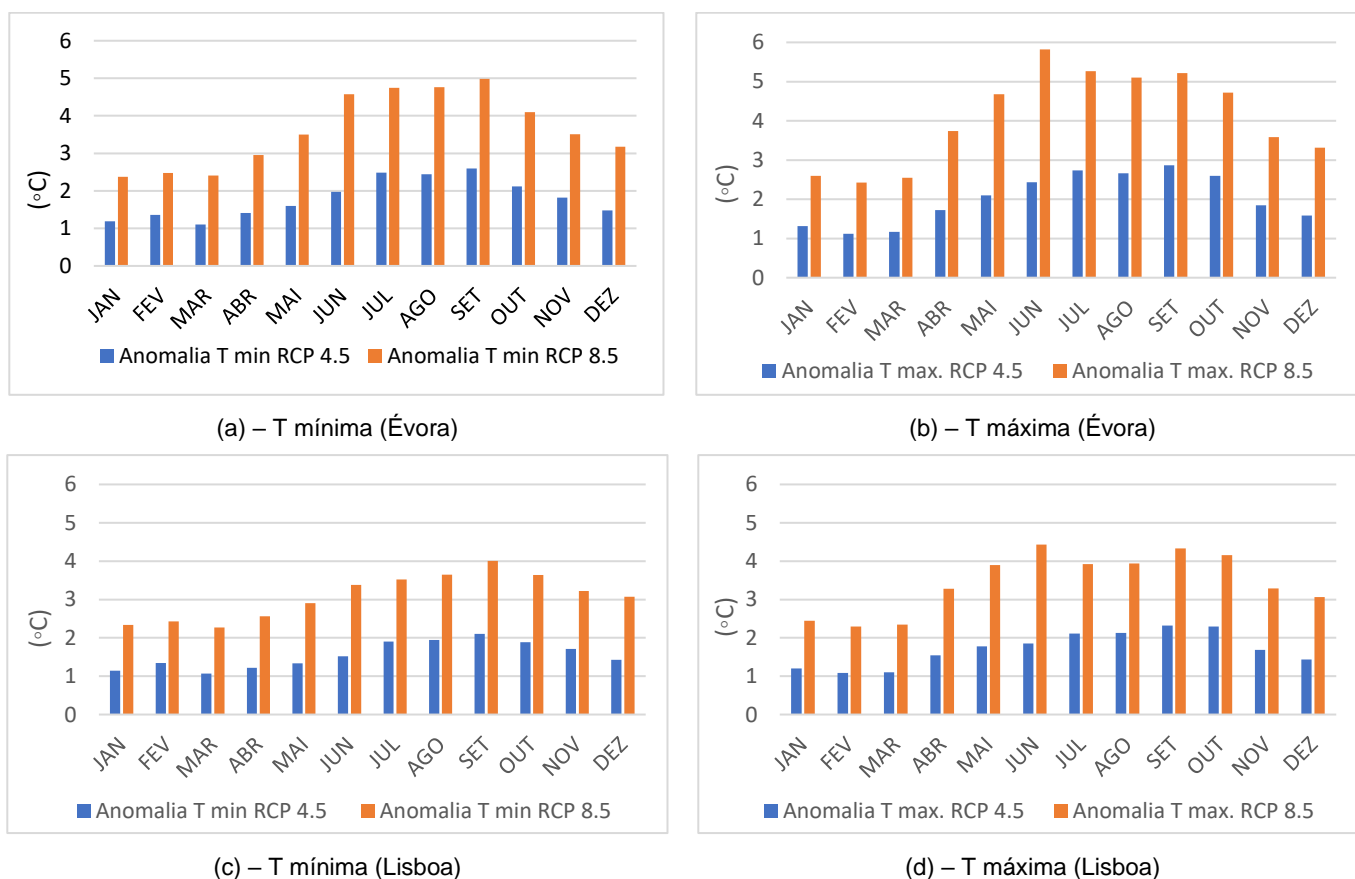 6
5
4
3
2
1
0
(°C)
JAN FEV MAR ABR MAI JUN JUL AGO SET OUT NOV DEZ
Anomalia T min RCP 4.5 Anomalia T min RCP 8.5
(a) – T mínima (Évora)
6
5
4
3
2
1
0
(°C)
JAN FEV MAR ABR MAI JUN JUL AGO SET OUT NOV DEZ
Anomalia T max. RCP 4.5 Anomalia T max. RCP 8.5
(b) – T máxima (Évora)
6
5
4
3
2
1
0
(°C)
JAN FEV MAR ABR MAI JUN JUL AGO SET OUT NOV DEZ
Anomalia T min RCP 4.5 Anomalia T min RCP 8.5
(c) – T mínima (Lisboa)
6
5
4
3
2
1
0
(°C)
JAN FEV MAR ABR MAI JUN JUL AGO SET OUT NOV DEZ
Anomalia T max. RCP 4.5 Anomalia T max. RCP 8.5
(d) – T máxima (Lisboa)